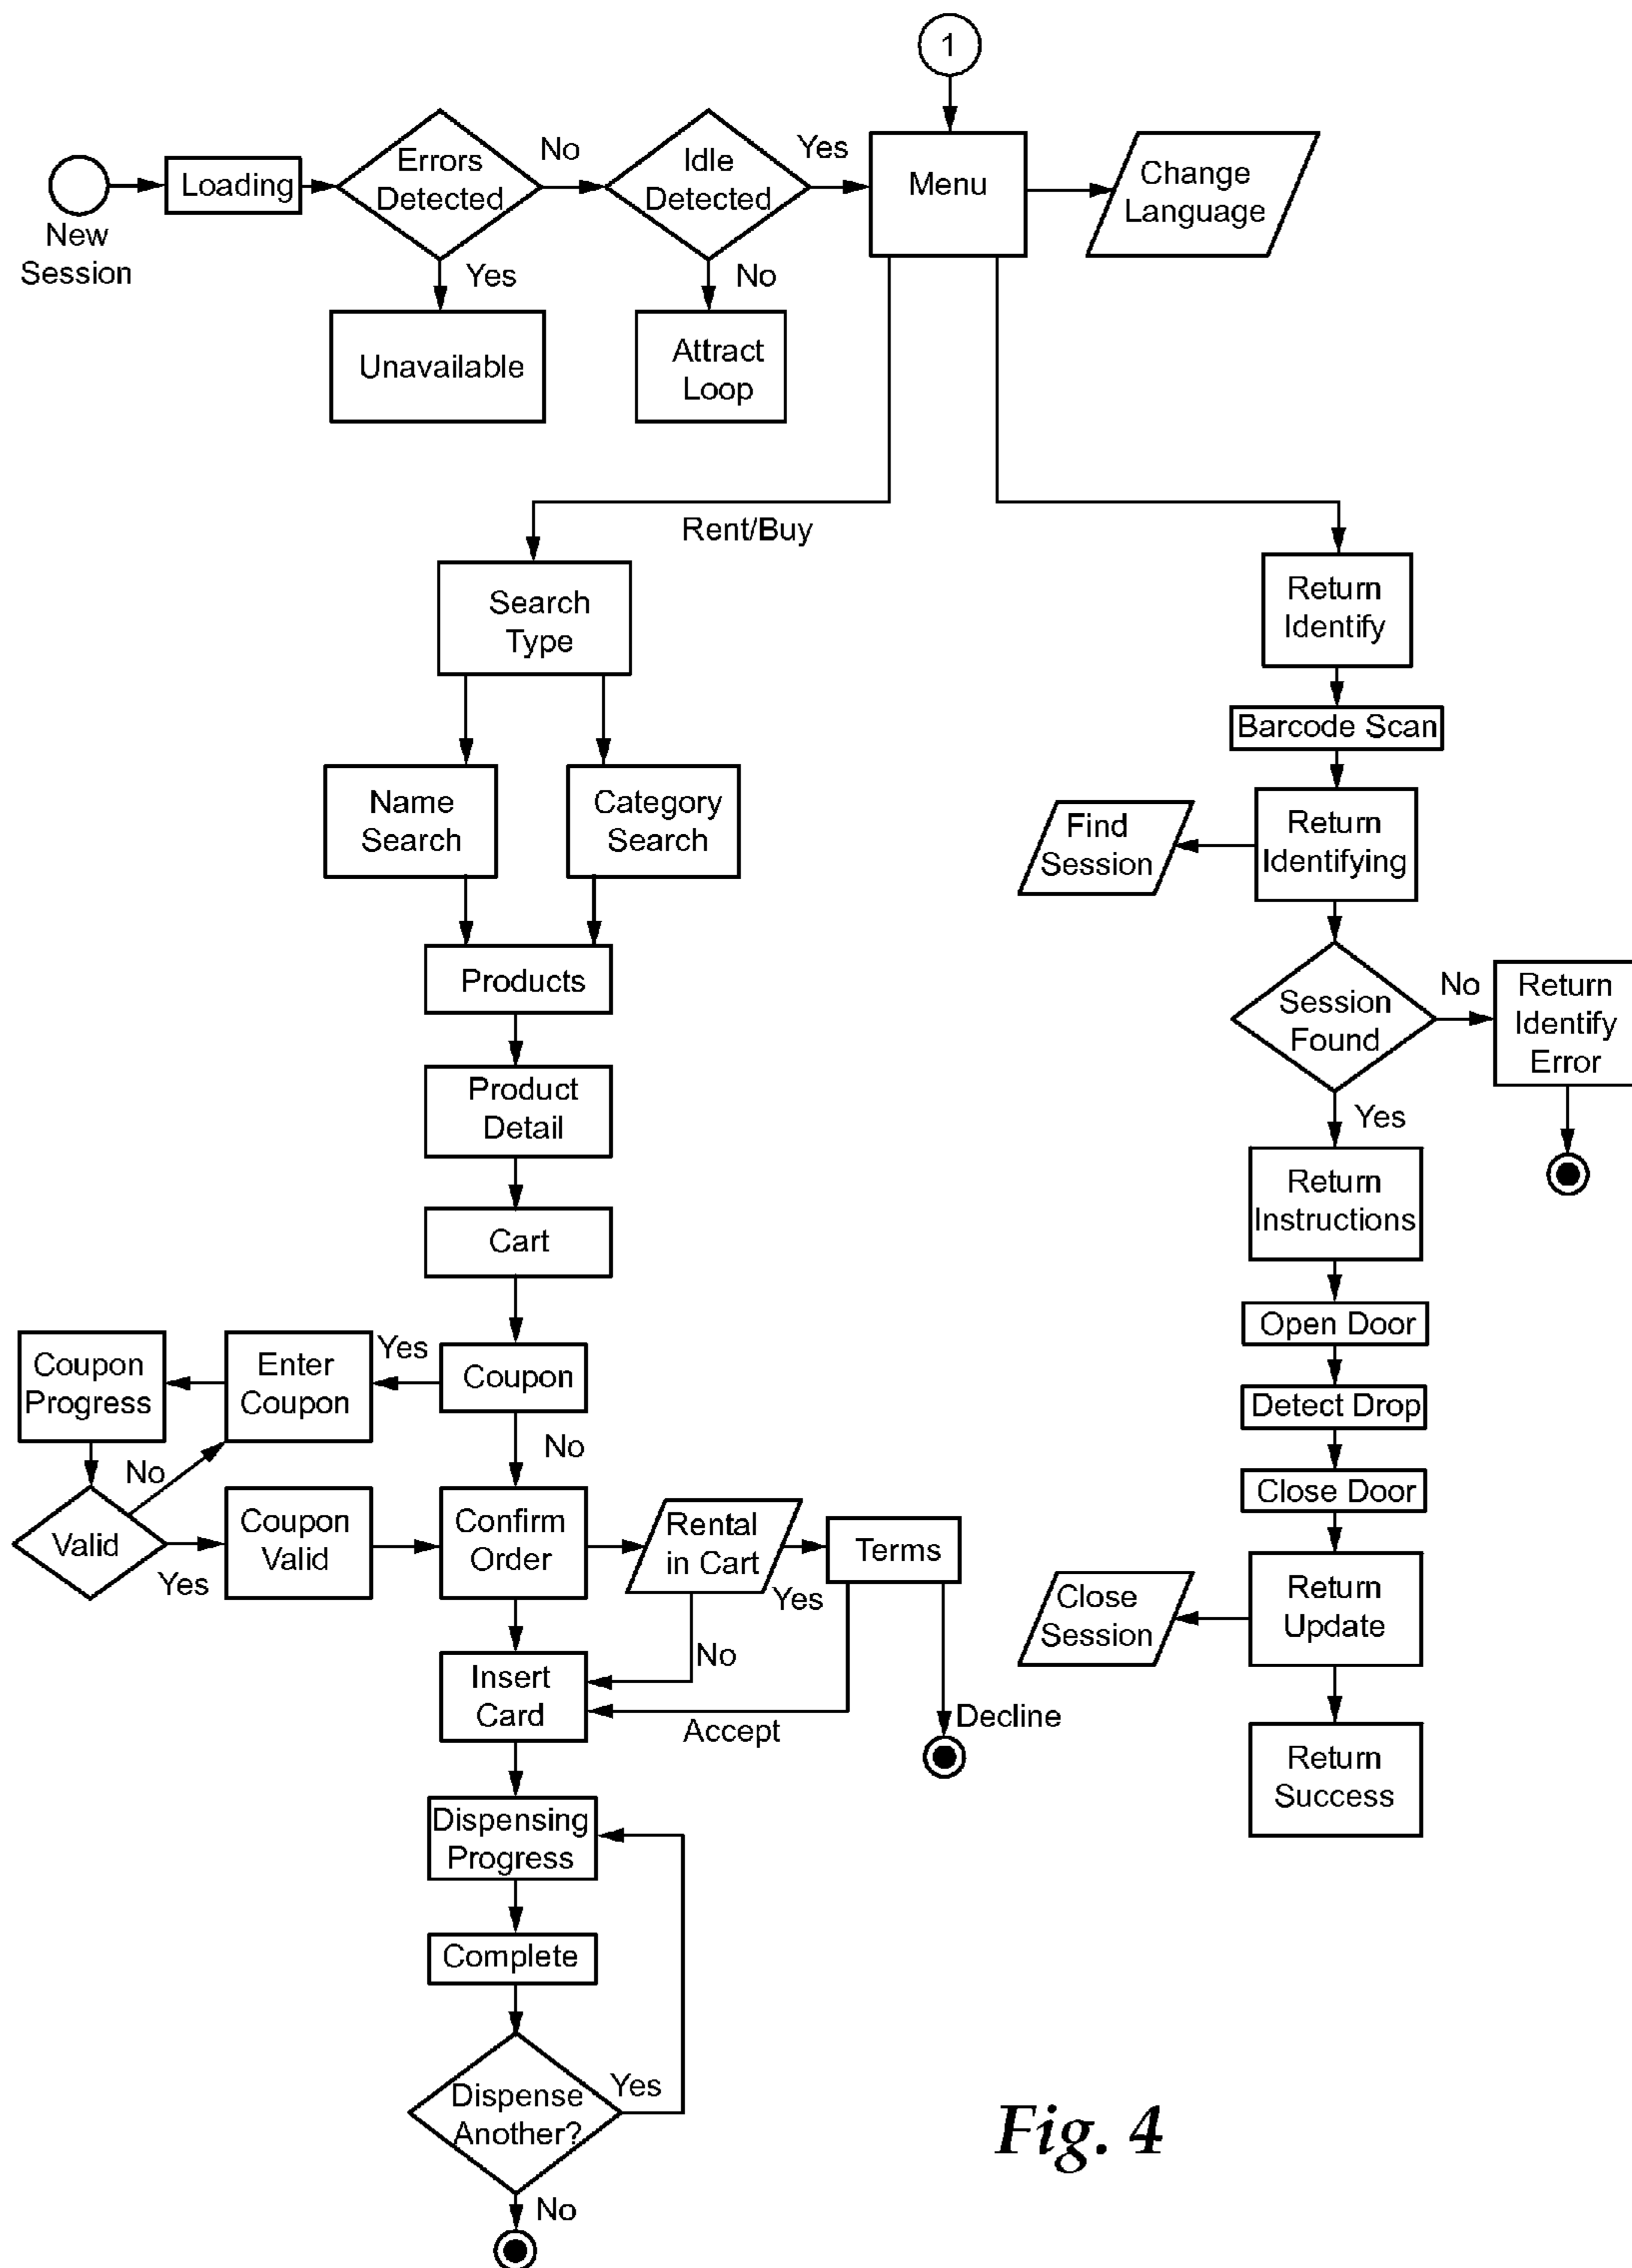 1
New
Session
Loading
Errors
Detected
No
Yes
Unavailable
Idle
Detected
Yes
No
Attract
Loop
Menu
Change
Language
Rent/Buy
Search
Type
Name
Search
Category
Search
Products
Product
Detail
Cart
Coupon
Yes
Enter
Coupon
Coupon
Progress
Valid
No
Yes
Coupon
Valid
No
Confirm
Order
Rental
in Cart
Yes
Terms
No
Accept
Decline
Insert
Card
Dispensing
Progress
Complete
Dispense
Another?
Yes
No
Return
Identify
Barcode Scan
Return
Identifying
Find
Session
Session
Found
No
Return
Identify
Error
Yes
Return
Instructions
Open Door
Detect Drop
Close Door
Return
Update
Close
Session
Return
Success
Fig. 4